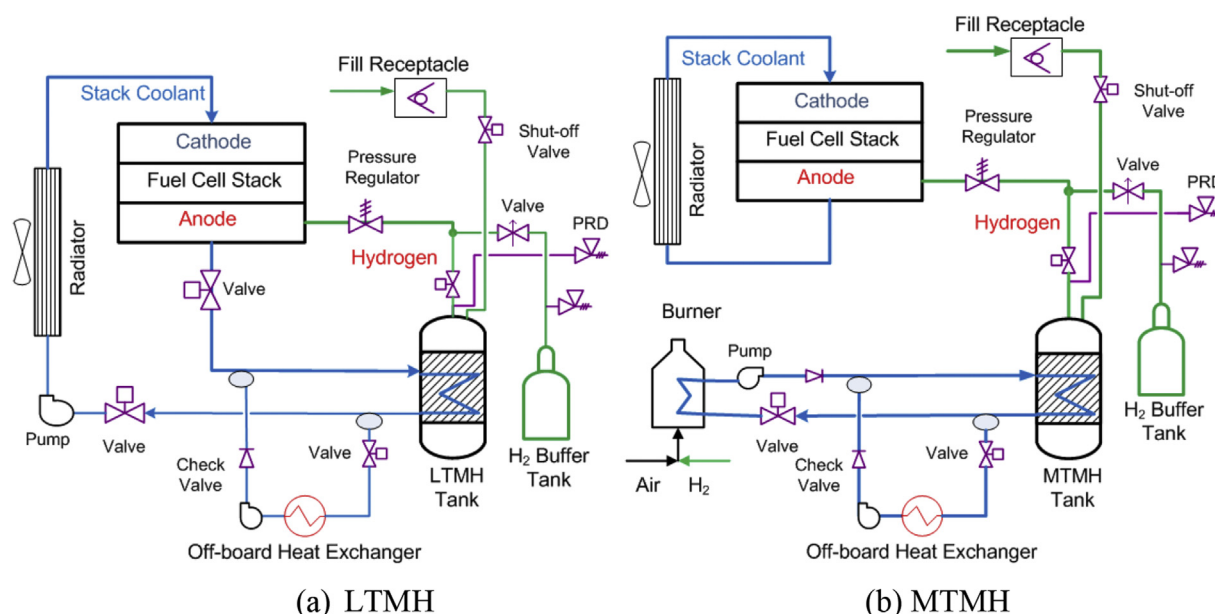 Fill Receptacle
Stack Coolant
Cathode
Fuel Cell Stack
Anode
Radiator
Shut-off
Valve
Pressure
Regulator
Valve
PRD
Hydrogen
Valve
Pump
Valve
Check
Valve
Valve
LTMH
Tank
H₂ Buffer
Tank
Off-board Heat Exchanger
(a) LTMH
Fill Receptacle
Stack Coolant
Cathode
Fuel Cell Stack
Anode
Radiator
Shut-off
Valve
Pressure
Regulator
Valve
PRD
Hydrogen
Burner
Pump
Valve
Air
H₂
Check
Valve
Valve
MTMH
Tank
H₂ Buffer
Tank
Off-board Heat Exchanger
(b) MTMH